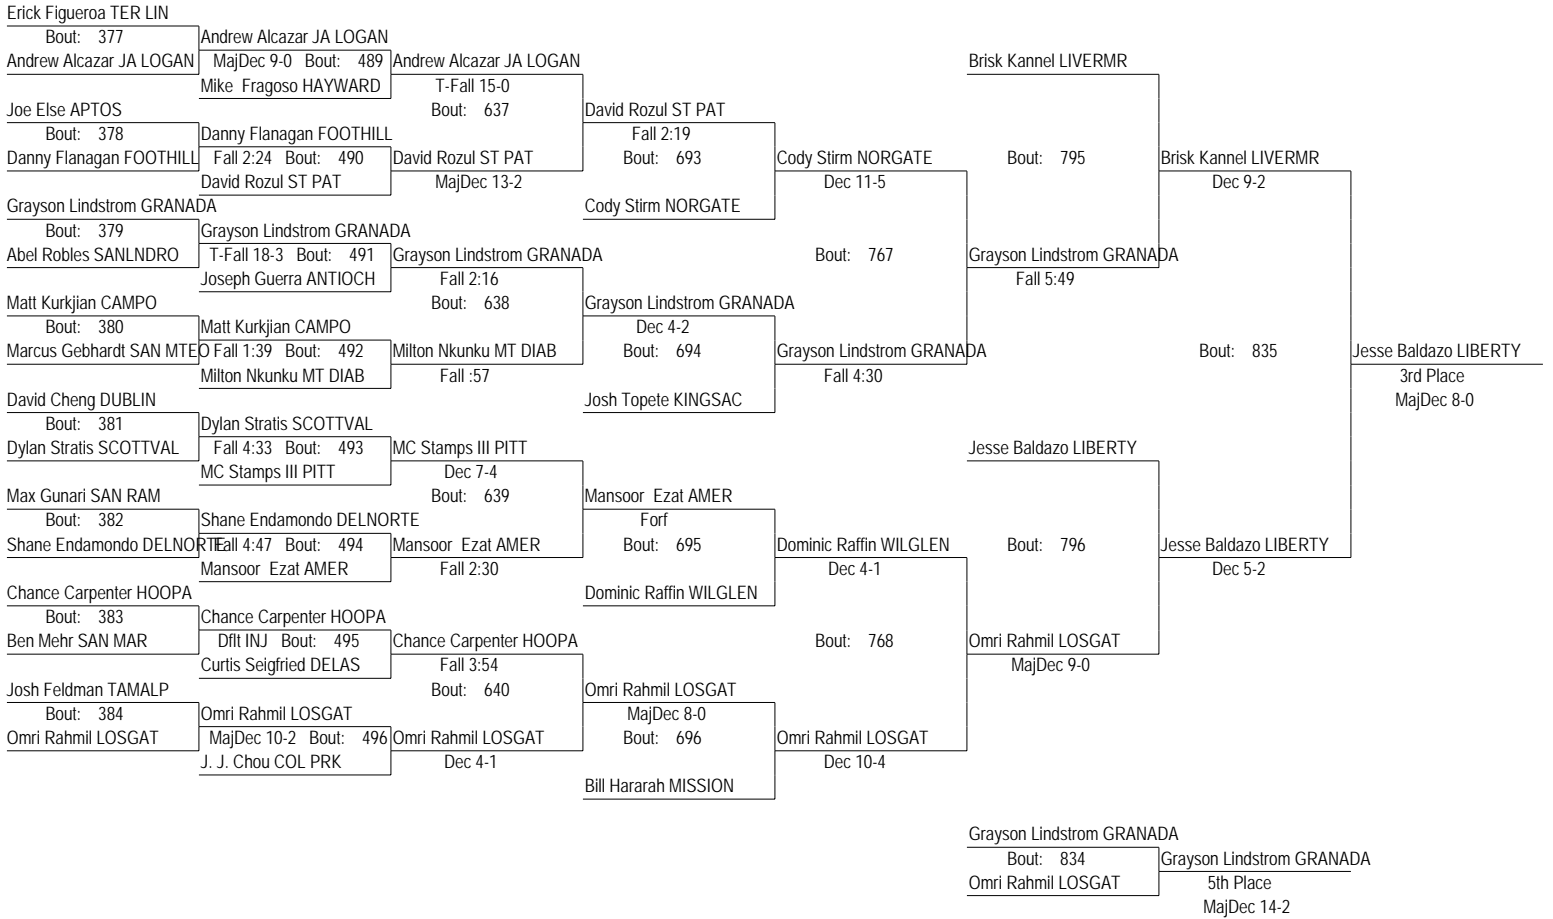 Erick Figueroa TER LIN
Bout: 377
Andrew Alcazar JA LOGAN
Andrew Alcazar JA LOGAN
MajDec 9-0 Bout: 489
Mike Fragoso HAYWARD
Andrew Alcazar JA LOGAN
T-Fall 15-0
Bout: 637
Joe Else APTOS
Bout: 378
Danny Flanagan FOOTHILL
Danny Flanagan FOOTHILL
Fall 2:24 Bout: 490
David Rozul ST PAT
David Rozul ST PAT
MajDec 13-2
David Rozul ST PAT
Fall 2:19
Bout: 693
Cody Stirm NORGATE
Cody Stirm NORGATE
Dec 11-5
Grayson Lindstrom GRANADA
Bout: 379
Abel Robles SANLNDRO
Grayson Lindstrom GRANADA
T-Fall 18-3 Bout: 491
Joseph Guerra ANTIOCH
Grayson Lindstrom GRANADA
Fall 2:16
Bout: 638
Matt Kurkjian CAMPO
Bout: 380
Marcus Gebhardt SAN MTEO
Matt Kurkjian CAMPO
Fall 1:39 Bout: 492
Milton Nkunku MT DIAB
Milton Nkunku MT DIAB
Fall :57
Grayson Lindstrom GRANADA
Dec 4-2
Bout: 694
Josh Topete KINGSAC
Grayson Lindstrom GRANADA
Fall 4:30
Bout: 767
Brisk Kannel LIVERMR
Bout: 795
Grayson Lindstrom GRANADA
Fall 5:49
Brisk Kannel LIVERMR
Dec 9-2
David Cheng DUBLIN
Bout: 381
Dylan Stratis SCOTTVAL
Dylan Stratis SCOTTVAL
Fall 4:33 Bout: 493
MC Stamps III PITT
MC Stamps III PITT
Dec 7-4
Bout: 639
Max Gunari SAN RAM
Bout: 382
Shane Endamondo DELNORTE
Shane Endamondo DELNORTE
Fall 4:47 Bout: 494
Mansoor Ezat AMER
Mansoor Ezat AMER
Fall 2:30
Mansoor Ezat AMER
Forf
Bout: 695
Dominic Raffin WILGLEN
Dominic Raffin WILGLEN
Dec 4-1
Chance Carpenter HOOPA
Bout: 383
Ben Mehr SAN MAR
Chance Carpenter HOOPA
Dflt INJ Bout: 495
Curtis Seigfried DELAS
Chance Carpenter HOOPA
Fall 3:54
Bout: 640
Josh Feldman TAMALP
Bout: 384
Omri Rahmil LOSGAT
Omri Rahmil LOSGAT
MajDec 10-2 Bout: 496
J. J. Chou COL PRK
Omri Rahmil LOSGAT
Dec 4-1
Omri Rahmil LOSGAT
MajDec 8-0
Bout: 696
Bill Hararah MISSION
Omri Rahmil LOSGAT
Dec 10-4
Bout: 768
Jesse Baldazo LIBERTY
Bout: 796
Omri Rahmil LOSGAT
MajDec 9-0
Jesse Baldazo LIBERTY
Dec 5-2
Bout: 835
Jesse Baldazo LIBERTY
3rd Place
MajDec 8-0
Grayson Lindstrom GRANADA
Bout: 834
Omri Rahmil LOSGAT
Grayson Lindstrom GRANADA
5th Place
MajDec 14-2